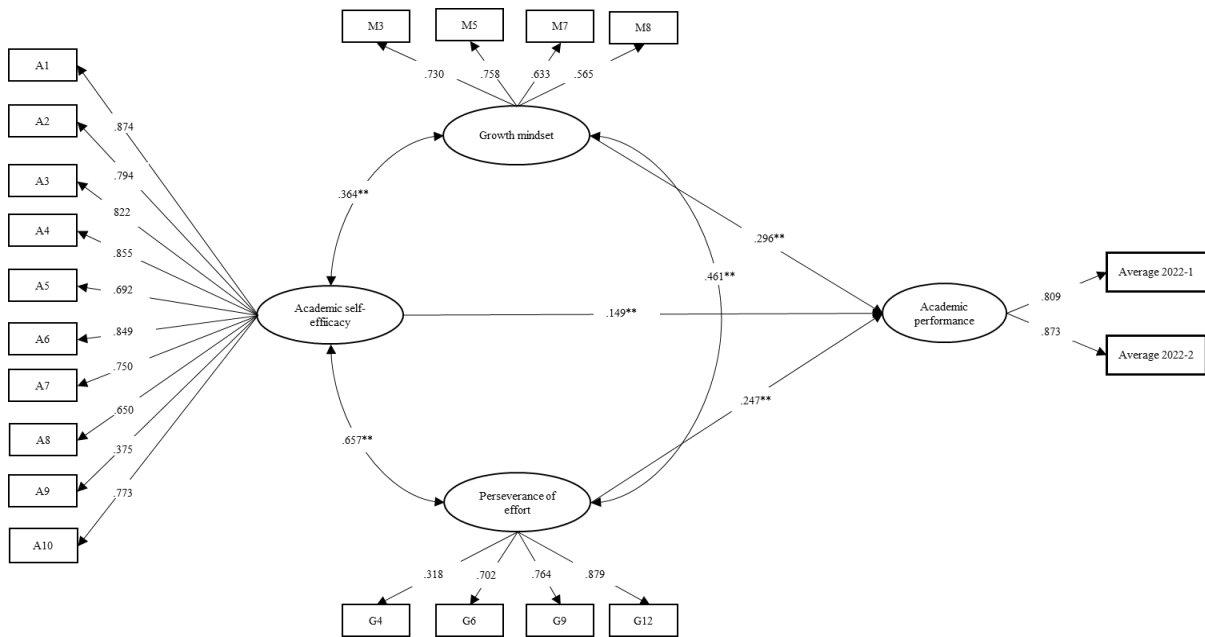 M3
M5
M7
M8
.730
.758
.633
.565
A1
A2
A3
A4
A5
A6
A7
A8
A9
A10
.874
.794
822
.855
.692
.849
.750
.650
.375
.773
Growth mindset
.364**
.296**
.461**
Academic self-
effiicacy
.149**
Academic
performance
.809
.873
Average 2022-1
Average 2022-2
.657**
.247**
Perseverance of
effort
.318
.702
.764
.879
G4
G6
G9
G12